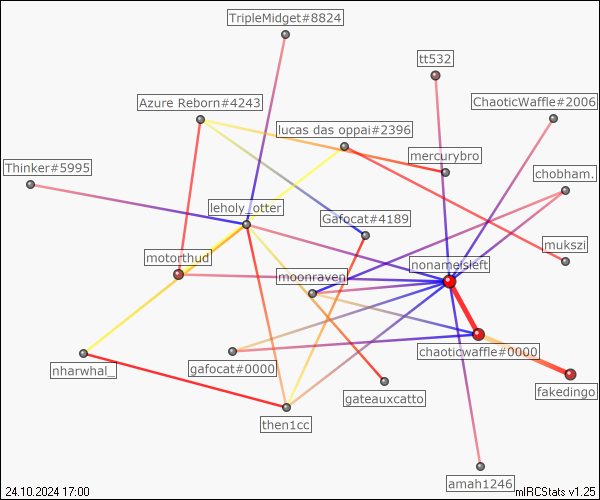 TripleMidget#8824
tt532
Azure Reborn#4243
ChaoticWaffle#2006
lucas das oppai#2396
mercurybro
Thinker#5995
chobham.
leholy_otter
Gafocat#4189
mukszi
motorthud
nonameisleft
moonraven
chaoticwaffle#0000
nharwhal_
gafocat#0000
fakedingo
gateauxcatto
then1cc
amah1246
24.10.2024 17:00
mIRCStats v1.25